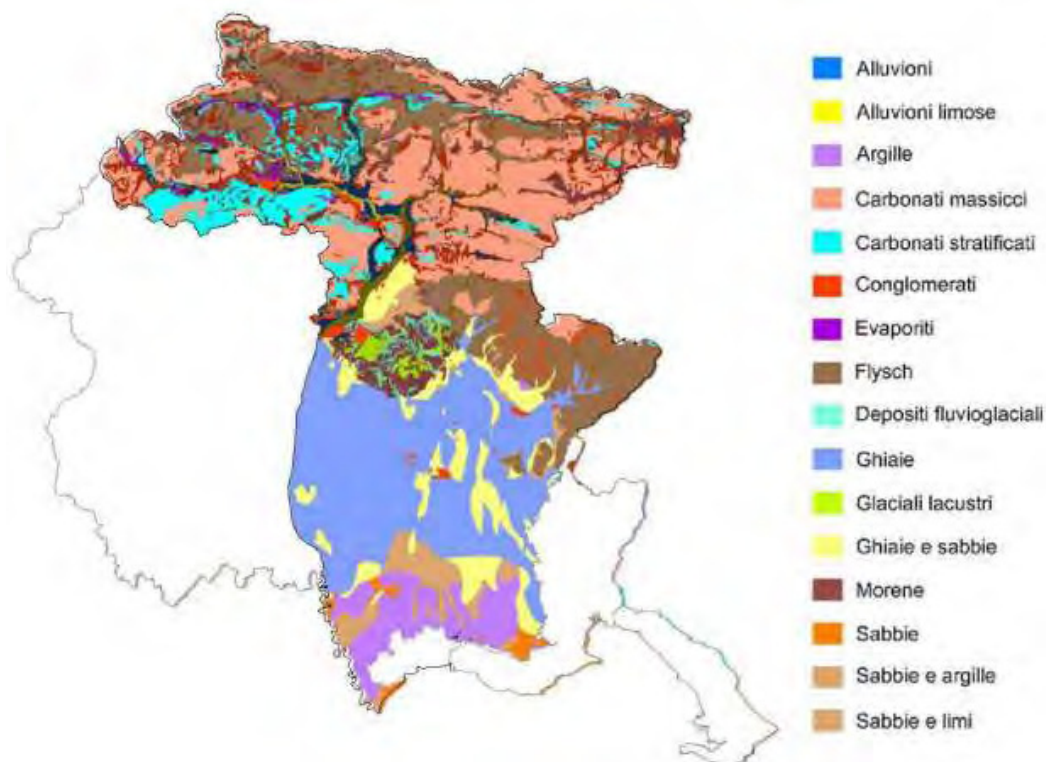 Alluvioni
Alluvioni limose
Argille
Carbonati massicci
Carbonati stratificati
Conglomerati
Evaporiti
Flysch
Depositi fluvioglaciali
Ghiaie
Glaciali lacustri
Ghiaie e sabbie
Morene
Sabbie
Sabbie e argille
Sabbie e limi